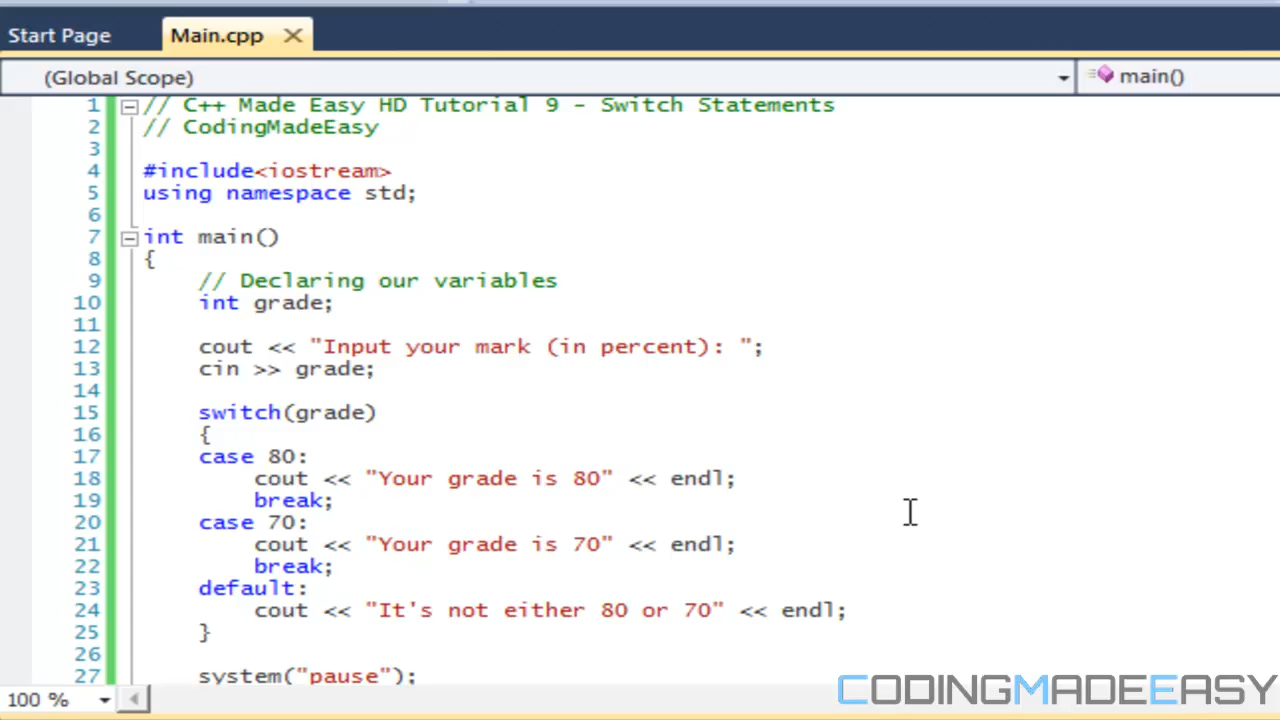 Start Page
Main.cpp
(Global Scope)
main()
1 // C++ Made Easy HD Tutorial 9 - Switch Statements
2 // CodingMadeEasy
3
4 #include<iostream>
5 using namespace std;
6
7 int main()
8 {
9 // Declaring our variables
10 int grade;
11
12 cout << "Input your mark (in percent): ";
13 cin >> grade;
14
15 switch(grade)
16 {
17 case 80:
18 cout << "Your grade is 80" << endl;
19 break;
20 case 70:
21 cout << "Your grade is 70" << endl;
22 break;
23 default:
24 cout << "It's not either 80 or 70" << endl;
25 }
26
27 system("pause");
100 %
CODINGMADEEASY